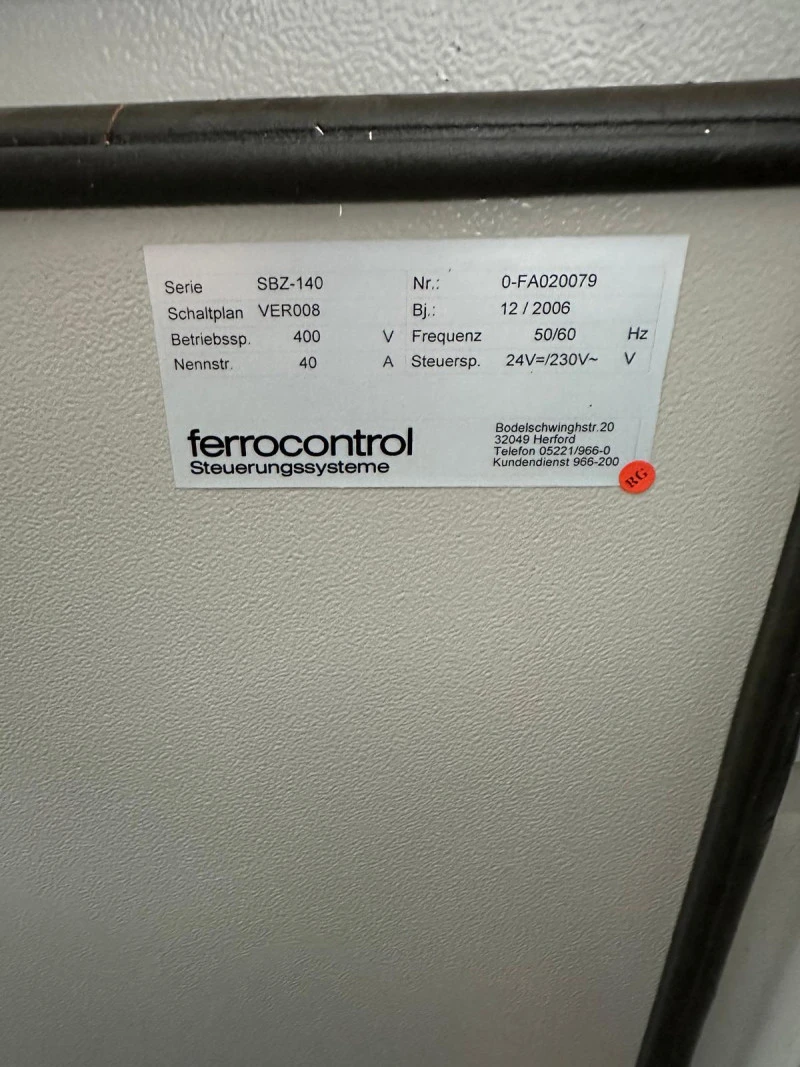 Serie SBZ-140 Nr.: 0-FA020079
Schaltplan VER008 Bj.: 12 / 2006
Betriebssp. 400 V Frequenz 50/60 Hz
Nennstr. 40 A Steuersp. 24V=/230V~ V
ferrocontrol
Steuerungssysteme
Bodelschwinghstr.20
32049 Herford
Telefon 05221/966-0
Kundendienst 966-200
RG